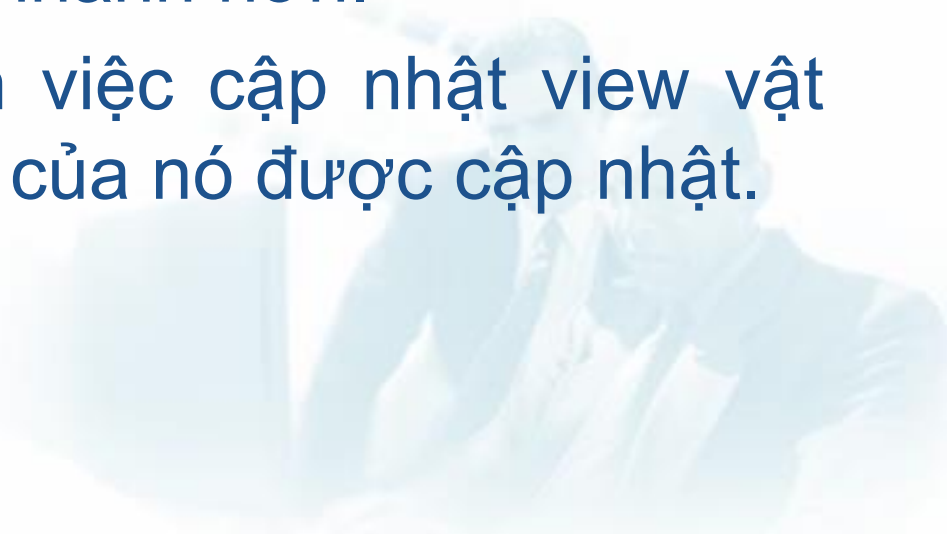 việc cập nhật view vật
của nó được cập nhật.